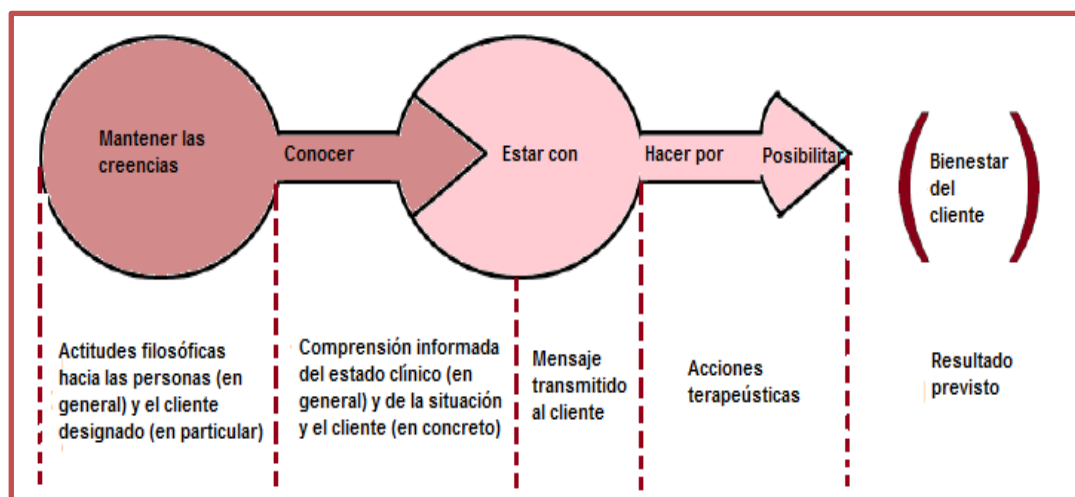 Mantener las
creencias
Conocer
Estar con
Hacer por
Posibilitar
Bienestar
del
cliente
Actitudes filosóficas
hacia las personas (en
general) y el cliente
designado (en particular)
Comprensión informada
del estado clínico (en
general) y de la situación
y el cliente (en concreto)
Mensaje
transmitido
al cliente
Acciones
terapeústicas
Resultado
previsto